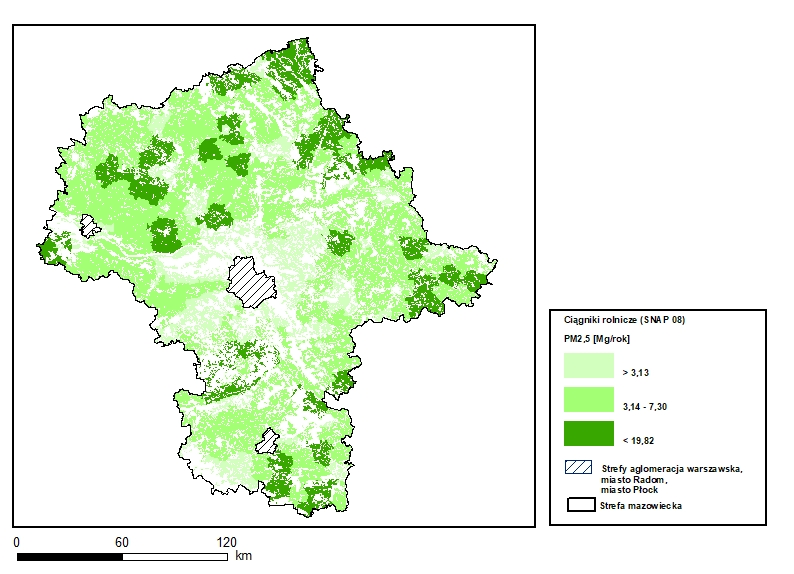 Ciągniki rolnicze (SNAP 08)
PM2,5 [Mg/rok]
> 3,13
3,14 - 7,30
< 19,82
Strefy aglomeracja warszawska,
miasto Radom,
miasto Płock
Strefa mazowiecka
0 60 120
km